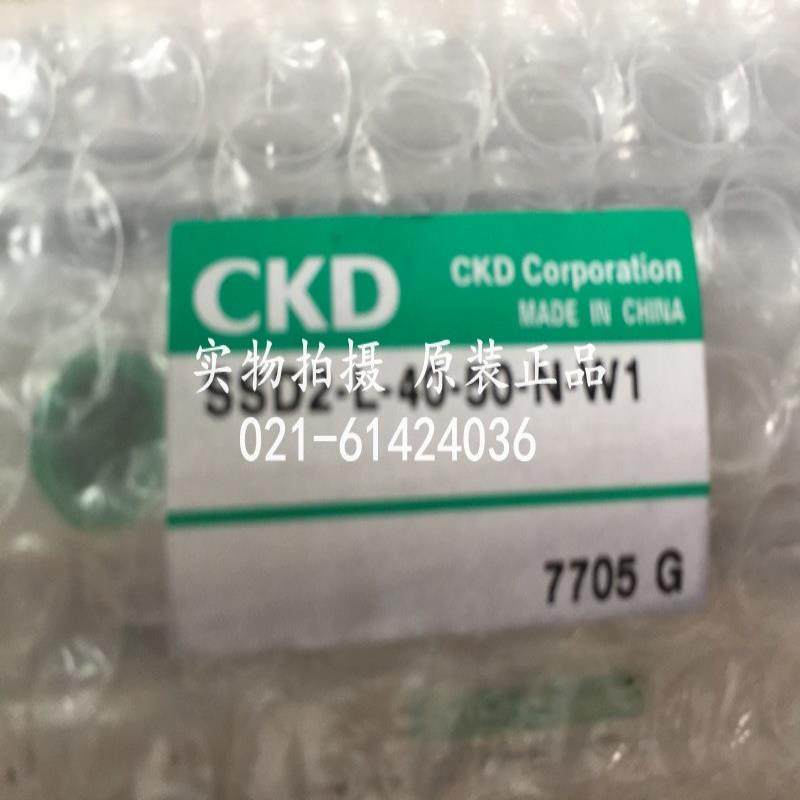 CKD
CKD Corporation
MADE IN CHINA
实物拍摄 原装正品
SSD2-L-40-50-N-W1
021-61424036
7705 G